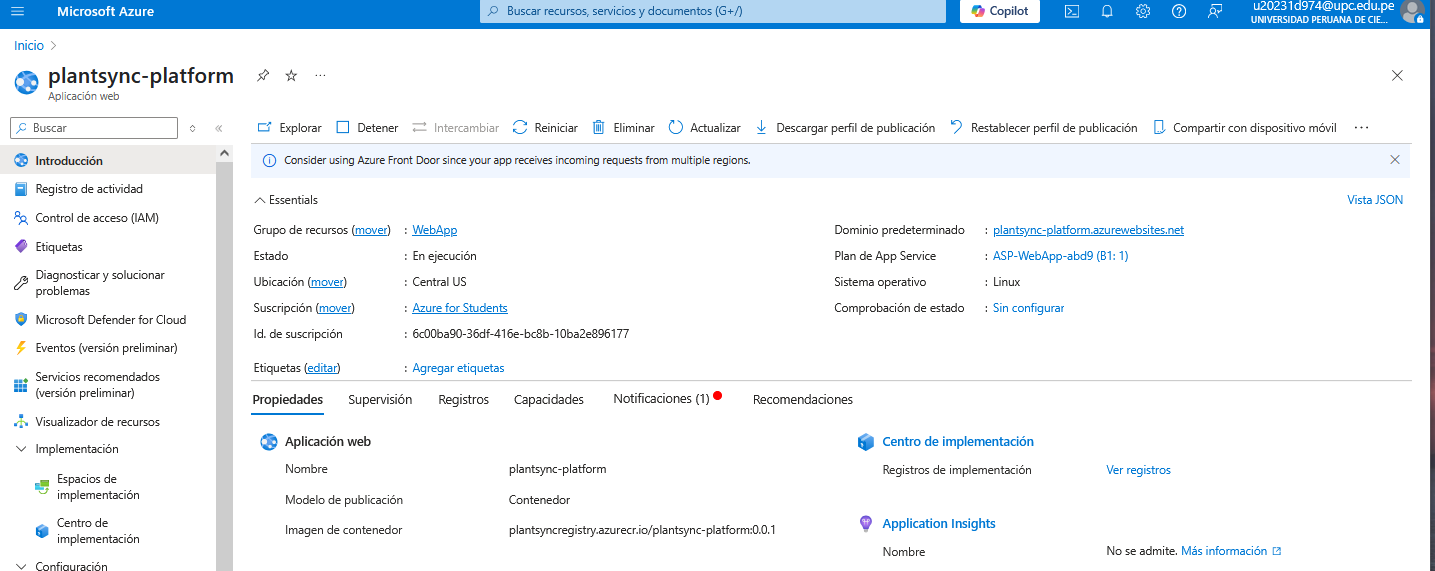 Microsoft Azure
Buscar recursos, servicios y documentos (G+/)
Copilot
u20231d974@upc.edu.pe
UNIVERSIDAD PERUANA DE CIE...
Inicio
plantsync-platform
Aplicación web
Buscar
Explorar
Detener
Intercambiar
Reiniciar
Eliminar
Actualizar
Descargar perfil de publicación
Restablecer perfil de publicación
Compartir con dispositivo móvil
Introducción
Registro de actividad
Control de acceso (IAM)
Etiquetas
Diagnosticar y solucionar
problemas
Microsoft Defender for Cloud
Eventos (versión preliminar)
Servicios recomendados
(versión preliminar)
Visualizador de recursos
Implementación
Espacios de
implementación
Centro de
implementación
Configuración
Consider using Azure Front Door since your app receives incoming requests from multiple regions.
Essentials
Vista JSON
Grupo de recursos (mover) : WebApp
Estado : En ejecución
Ubicación (mover) : Central US
Suscripción (mover) : Azure for Students
Id. de suscripción : 6c00ba90-36df-416e-bc8b-10ba2e896177
Etiquetas (editar) : Agregar etiquetas
Dominio predeterminado : plantsync-platform.azurewebsites.net
Plan de App Service : ASP-WebApp-abd9 (B1: 1)
Sistema operativo : Linux
Comprobación de estado : Sin configurar
Propiedades
Supervisión
Registros
Capacidades
Notificaciones (1)
Recomendaciones
Aplicación web
Nombre plantsync-platform
Modelo de publicación Contenedor
Imagen de contenedor plantsyncregistry.azurecr.io/plantsync-platform:0.0.1
Centro de implementación
Registros de implementación Ver registros
Application Insights
Nombre No se admite. Más información